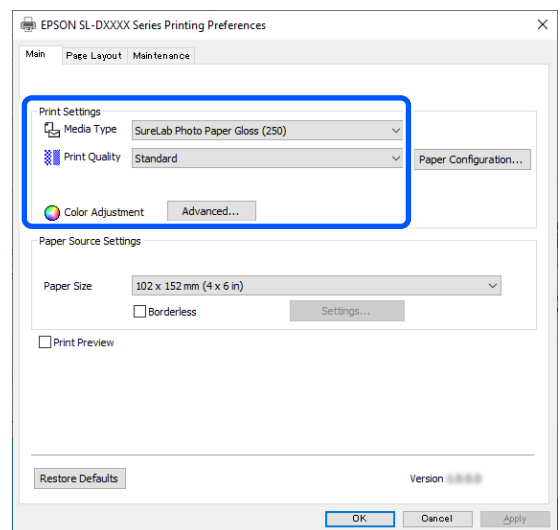 EPSON SL-DXXXX Series Printing Preferences
Main Page Layout Maintenance
Print Settings
Media Type SureLab Photo Paper Gloss (250)
Print Quality Standard Paper Configuration...
Color Adjustment Advanced...
Paper Source Settings
Paper Size 102 x 152 mm (4 x 6 in)
Borderless Settings...
Print Preview
Restore Defaults Version
OK Cancel Apply